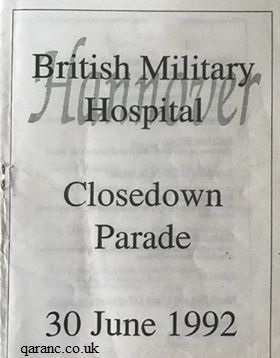 Hannover
British Military
Hospital
Closedown
Parade
30 June 1992
qaranc.co.uk